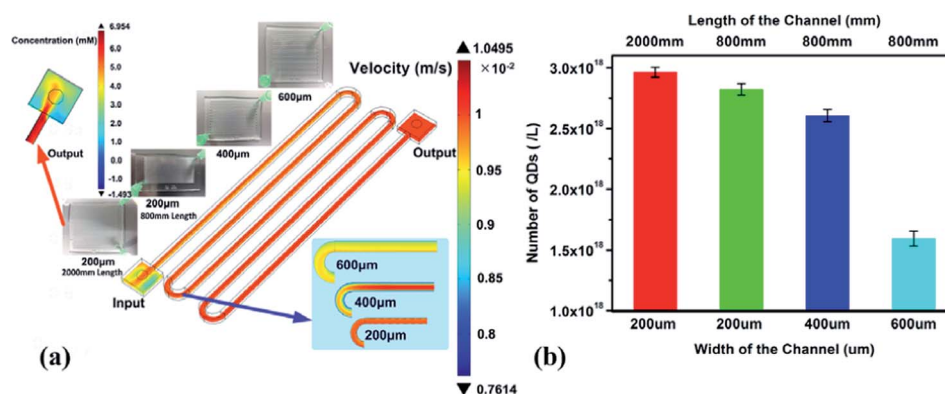 Concentration (mM)
6.954
6.0
5.0
4.0
3.0
2.0
1.0
0.0
-1.0
-1.493
Output
600µm
400µm
200µm
800mm Length
200µm
2000mm Length
Input
Output
Velocity (m/s)
1.0495
×10⁻²
1
0.95
0.9
0.85
0.8
0.7614
600µm
400µm
200µm
(a)
Length of the Channel (mm)
2000mm 800mm 800mm 800mm
Number of QDs ( /L)
3.0x10¹⁸
2.5x10¹⁸
2.0x10¹⁸
1.5x10¹⁸
1.0x10¹⁸
200um 200um 400um 600um
Width of the Channel (um)
(b)